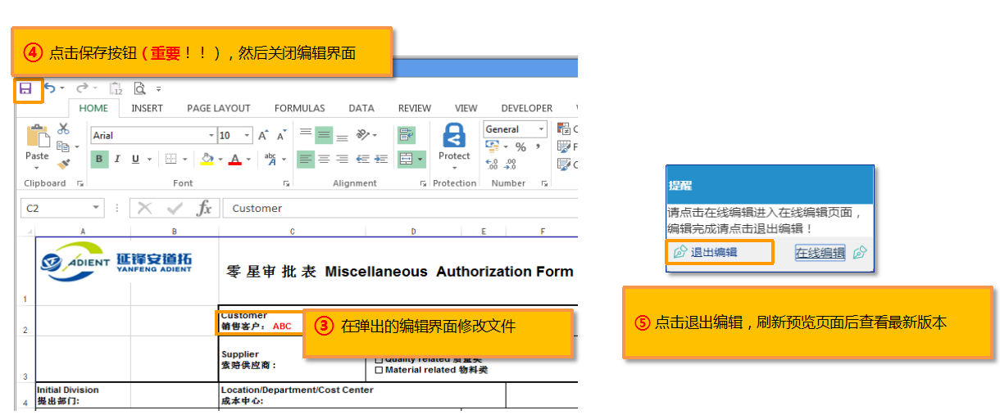 ④ 点击保存按钮（重要！！），然后关闭编辑界面
12
HOME INSERT PAGE LAYOUT FORMULAS DATA REVIEW VIEW DEVELOPER
Arial 10 A A General
Paste B I U A abc A Protect % ,
.00 .0
Clipboard Font Alignment Protection Number
C2 fx Customer
A B C D E F
ADIENT 延锋安道拓
YANFENG ADIENT
零星审批表 Miscellaneous Authorization Form
1
Customer
2 销售客户： ABC
③ 在弹出的编辑界面修改文件
Supplier
索赔供应商：
Quality related 质量类
Material related 物料类
3
Initial Division Location/Department/Cost Center
4 提出部门: 成本中心:
提醒
请点击在线编辑进入在线编辑页面，
编辑完成请点击退出编辑！
退出编辑 在线编辑
⑤ 点击退出编辑，刷新预览页面后查看最新版本